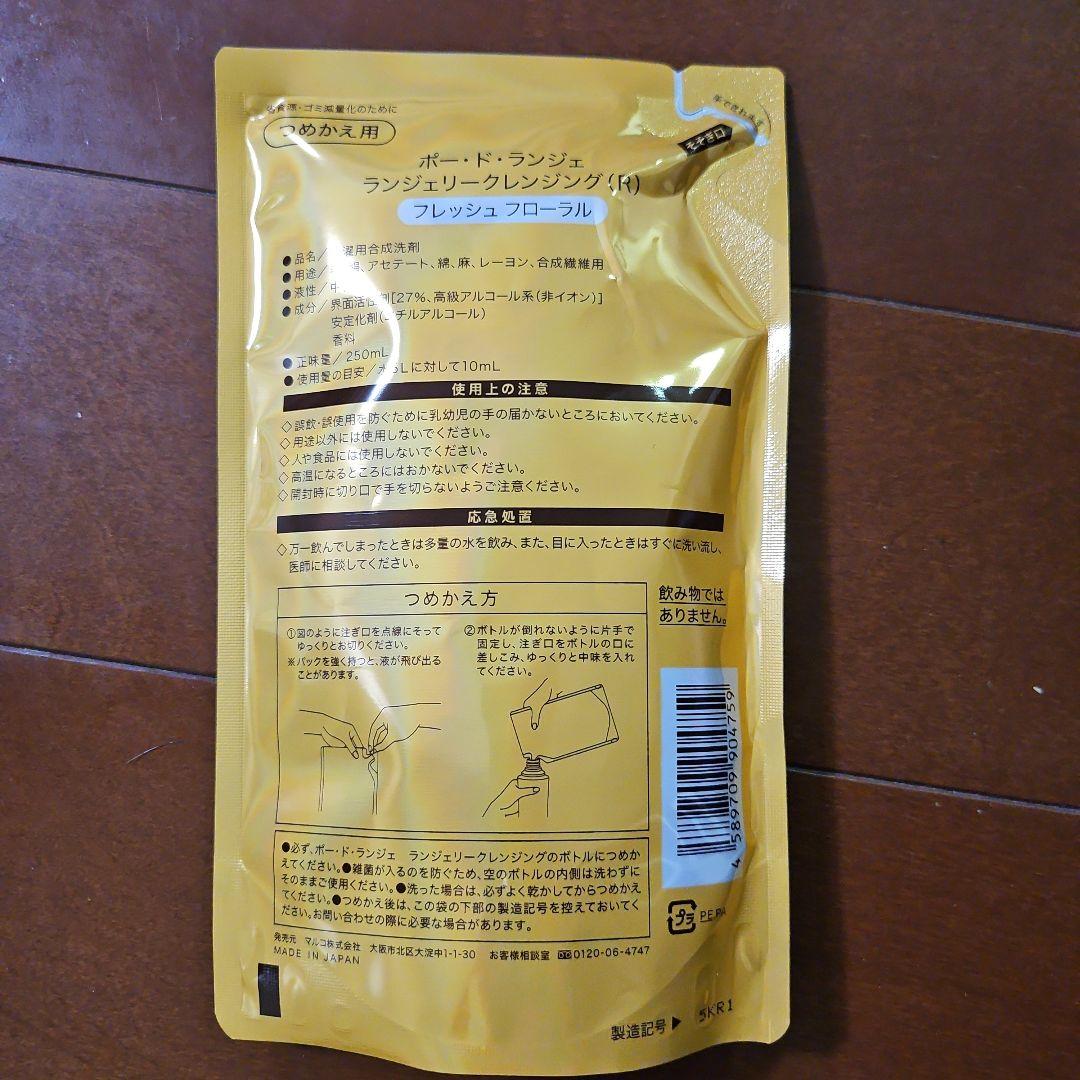 省資源・ゴミ減量化のために
つめかえ用
手できれます
そそぎ口
ポー・ド・ランジェ
ランジェリークレンジング(R)
フレッシュ フローラル
●品名/ 濯用合成洗剤
●用途/ 、アセテート、綿、麻、レーヨン、合成繊維用
●液性/中
●成分/界面活性剤[27%、高級アルコール系(非イオン)]
安定化剤(エチルアルコール)
香料
●正味量/250mL
●使用量の目安/水5Lに対して10mL
使用上の注意
◇誤飲・誤使用を防ぐために乳幼児の手の届かないところにおいてください。
◇用途以外には使用しないでください。
◇人や食品には使用しないでください。
◇高温になるところにはおかないでください。
◇開封時に切り口で手を切らないようご注意ください。
応急処置
◇万一飲んでしまったときは多量の水を飲み、また、目に入ったときはすぐに洗い流し、
医師に相談してください。
つめかえ方
①図のように注ぎ口を点線にそって
ゆっくりとお切りください。
※パックを強く持つと、液が飛び出る
ことがあります。
②ボトルが倒れないように片手で
固定し、注ぎ口をボトルの口に
差しこみ、ゆっくりと中味を入れ
てください。
飲み物では
ありません。
4 589709 904759
●必ず、ポー・ド・ランジェ ランジェリークレンジングのボトルにつめか
えてください。●雑菌が入るのを防ぐため、空のボトルの内側は洗わずに
そのままご使用ください。●洗った場合は、必ずよく乾かしてからつめかえ
てください。●つめかえ後は、この袋の下部の製造記号を控えておいてく
ださい。お問い合わせの際に必要な場合があります。
プラ PE,PA
発売元 マルコ株式会社 大阪市北区大淀中1-1-30 お客様相談室 0120-06-4747
MADE IN JAPAN
製造記号▶ 5KR1